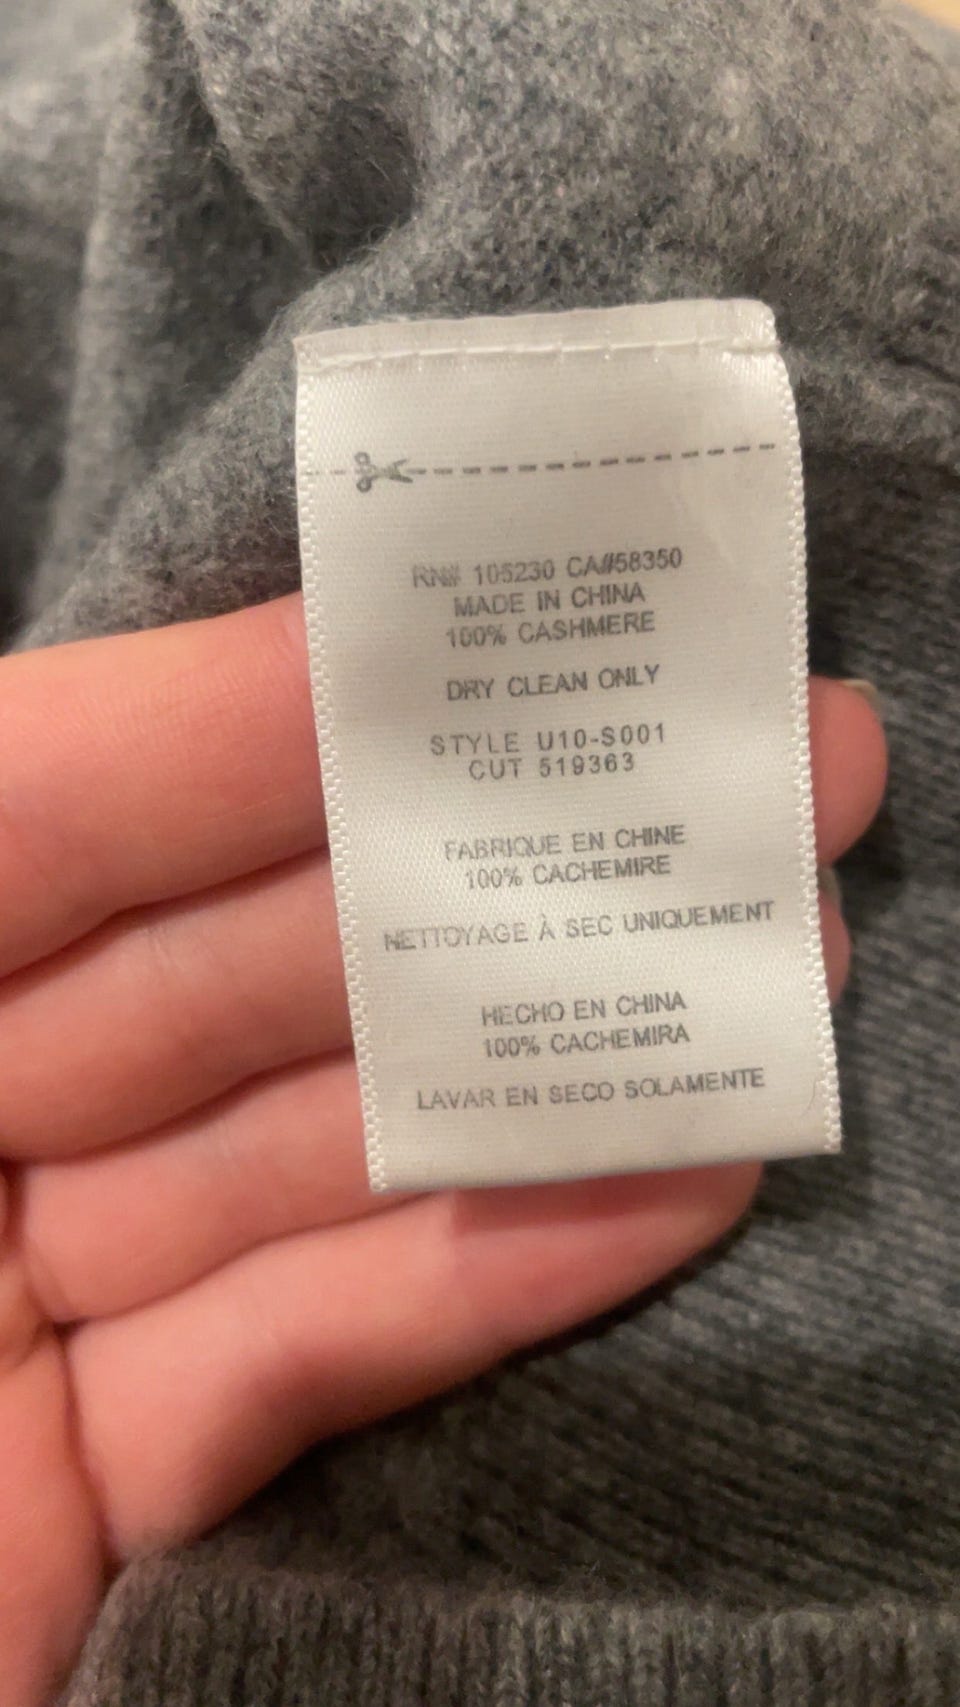 RN# 105230 CA#58350
MADE IN CHINA
100% CASHMERE
DRY CLEAN ONLY
STYLE U10-S001
CUT 519363
FABRIQUE EN CHINE
100% CACHEMIRE
NETTOYAGE À SEC UNIQUEMENT
HECHO EN CHINA
100% CACHEMIRA
LAVAR EN SECO SOLAMENTE